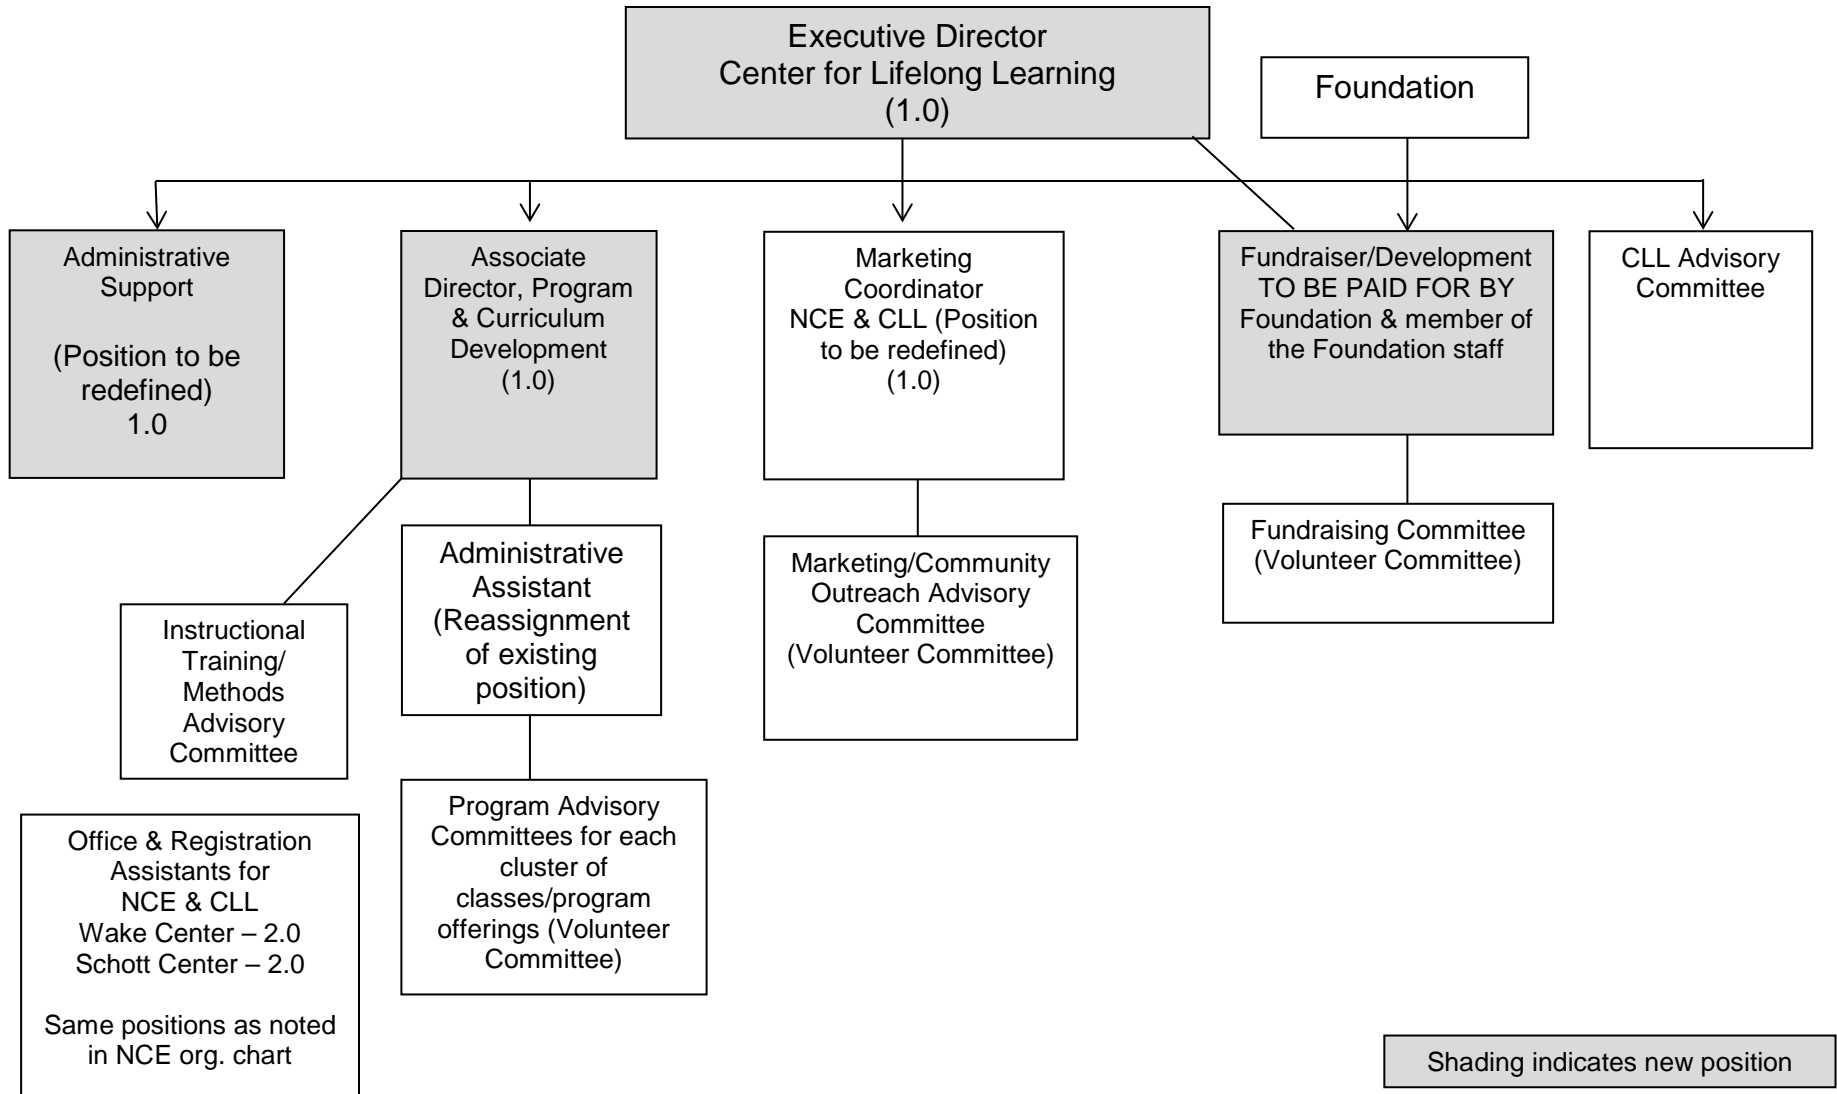 Executive Director
Center for Lifelong Learning
(1.0)
Foundation
Administrative
Support
(Position to be
redefined)
1.0
Associate
Director, Program
& Curriculum
Development
(1.0)
Marketing
Coordinator
NCE & CLL (Position
to be redefined)
(1.0)
Fundraiser/Development
TO BE PAID FOR BY
Foundation & member of
the Foundation staff
CLL Advisory
Committee
Instructional
Training/
Methods
Advisory
Committee
Administrative
Assistant
(Reassignment
of existing
position)
Marketing/Community
Outreach Advisory
Committee
(Volunteer Committee)
Fundraising Committee
(Volunteer Committee)
Office & Registration
Assistants for
NCE & CLL
Wake Center – 2.0
Schott Center – 2.0
Same positions as noted
in NCE org. chart
Program Advisory
Committees for each
cluster of
classes/program
offerings (Volunteer
Committee)
Shading indicates new position